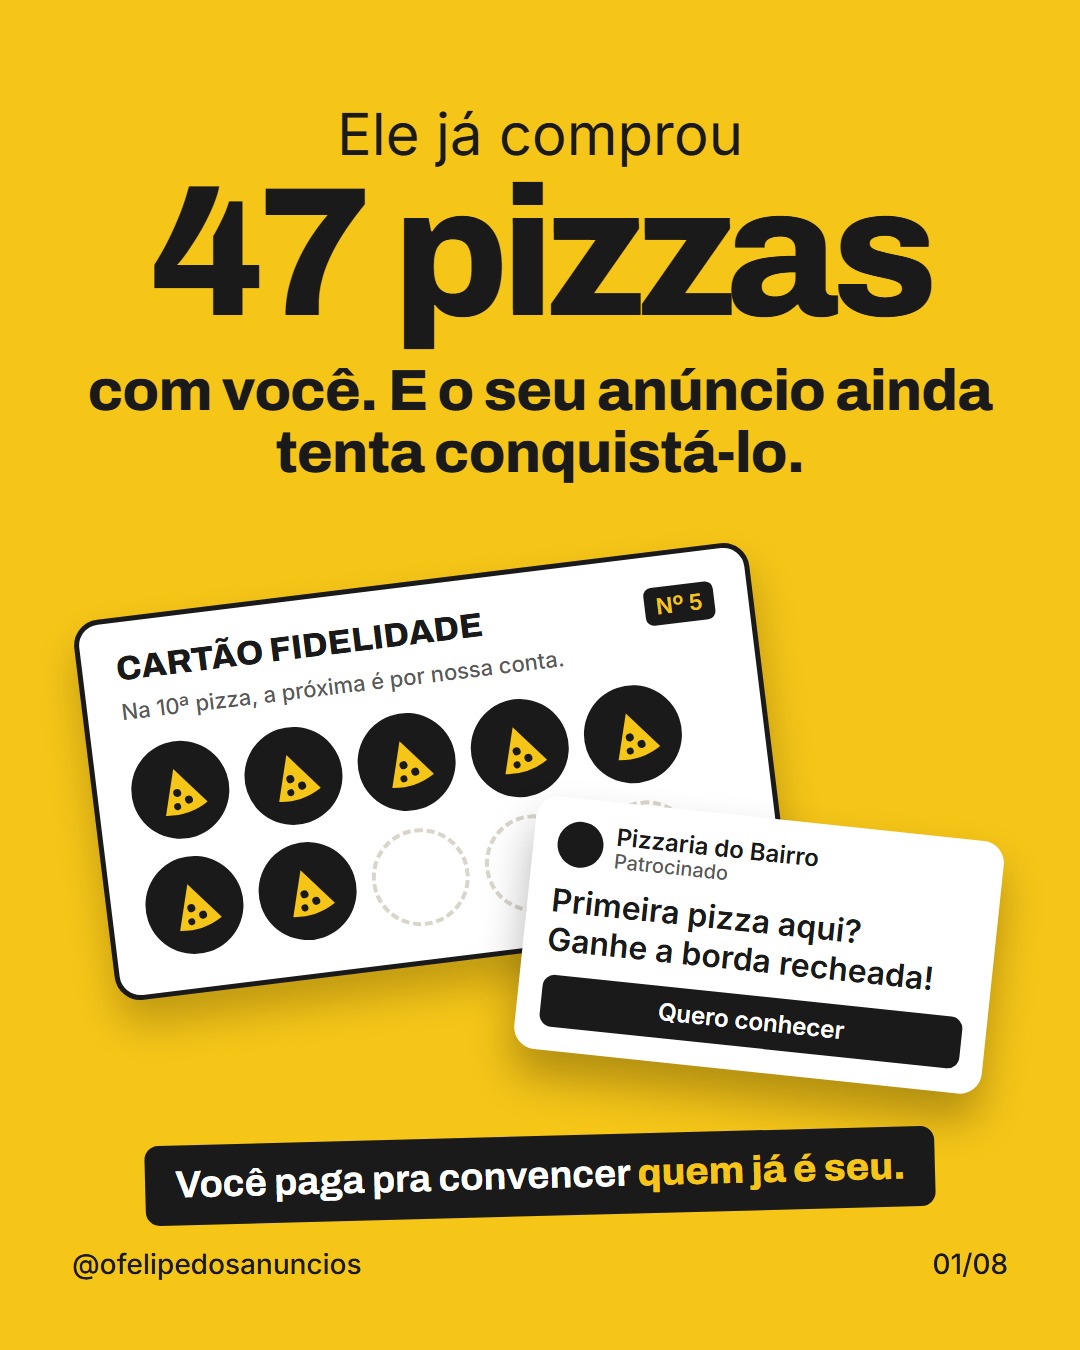 Ele já comprou
47 pizzas
com você. E o seu anúncio ainda
tenta conquistá-lo.
CARTÃO FIDELIDADE
Nº 5
Na 10ª pizza, a próxima é por nossa conta.
Pizzaria do Bairro
Patrocinado
Primeira pizza aqui?
Ganhe a borda recheada!
Quero conhecer
Você paga pra convencer quem já é seu.
@ofelipedosanuncios
01/08